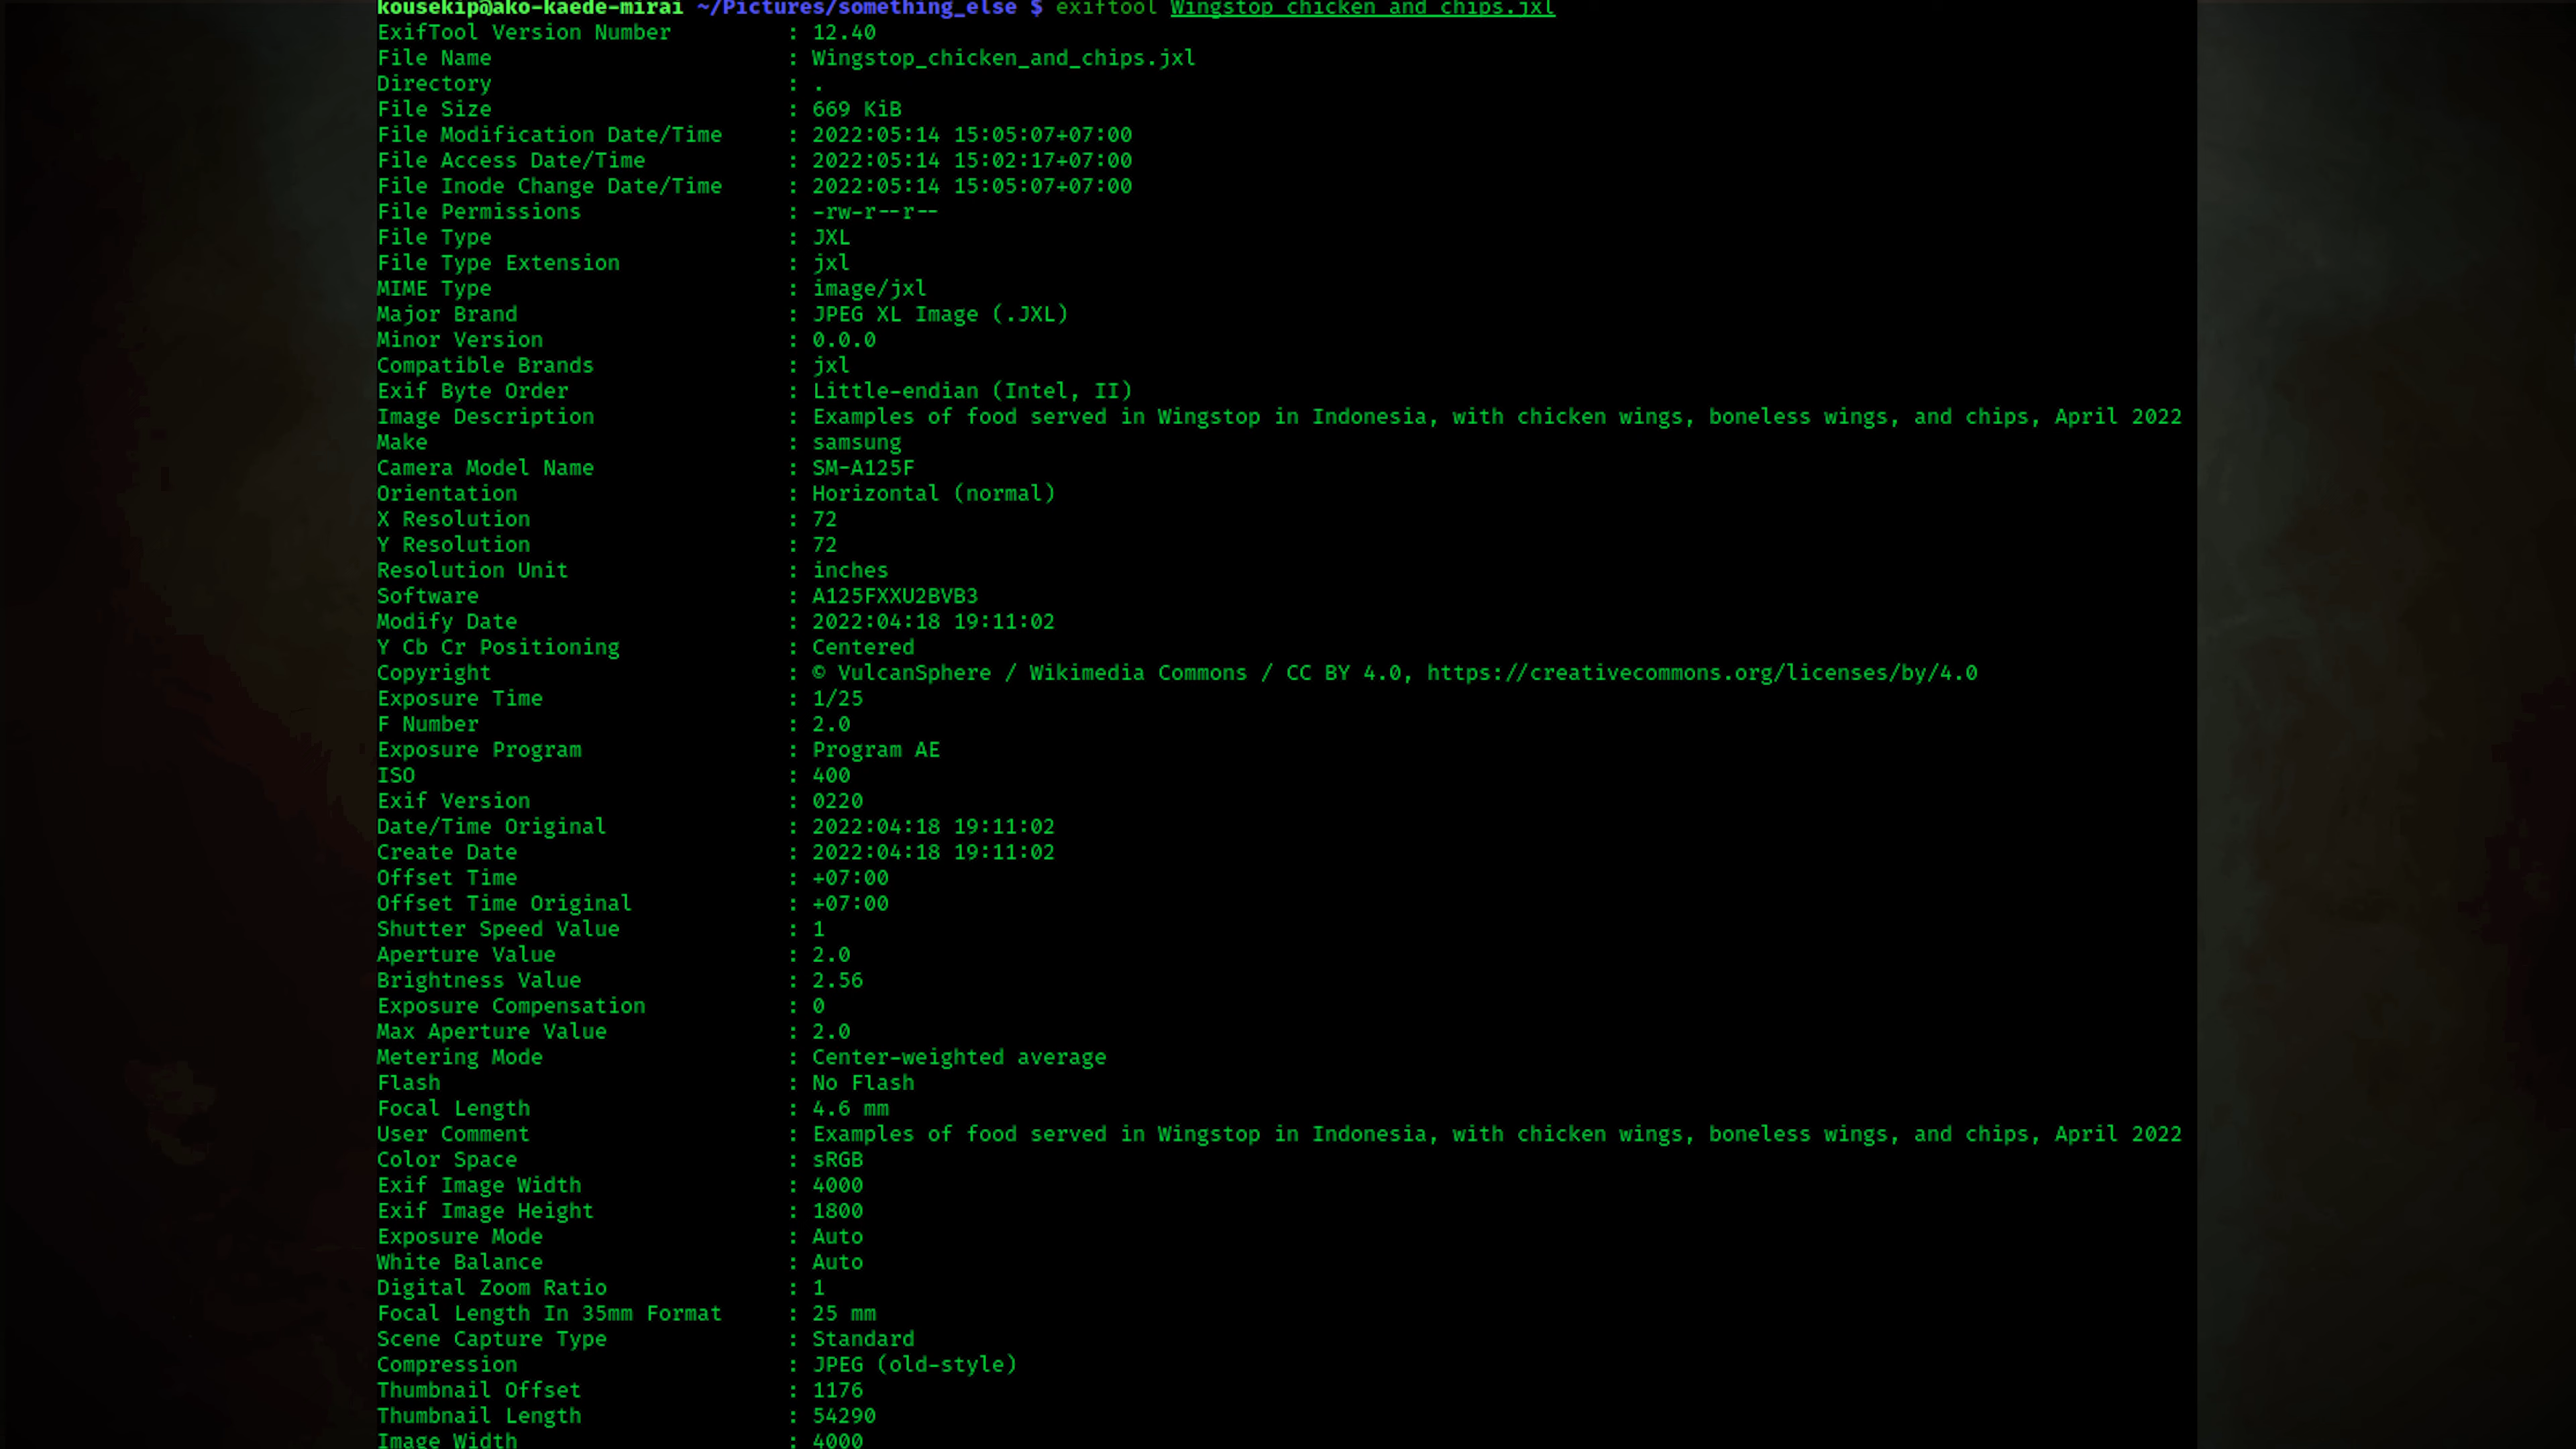 kousekip@ako-kaede-mirai ~/Pictures/something_else $ exiftool Wingstop_chicken_and_chips.jxl
ExifTool Version Number : 12.40
File Name : Wingstop_chicken_and_chips.jxl
Directory : .
File Size : 669 KiB
File Modification Date/Time : 2022:05:14 15:05:07+07:00
File Access Date/Time : 2022:05:14 15:02:17+07:00
File Inode Change Date/Time : 2022:05:14 15:05:07+07:00
File Permissions : -rw-r--r--
File Type : JXL
File Type Extension : jxl
MIME Type : image/jxl
Major Brand : JPEG XL Image (.JXL)
Minor Version : 0.0.0
Compatible Brands : jxl
Exif Byte Order : Little-endian (Intel, II)
Image Description : Examples of food served in Wingstop in Indonesia, with chicken wings, boneless wings, and chips, April 2022
Make : samsung
Camera Model Name : SM-A125F
Orientation : Horizontal (normal)
X Resolution : 72
Y Resolution : 72
Resolution Unit : inches
Software : A125FXXU2BVB3
Modify Date : 2022:04:18 19:11:02
Y Cb Cr Positioning : Centered
Copyright : © VulcanSphere / Wikimedia Commons / CC BY 4.0, https://creativecommons.org/licenses/by/4.0
Exposure Time : 1/25
F Number : 2.0
Exposure Program : Program AE
ISO : 400
Exif Version : 0220
Date/Time Original : 2022:04:18 19:11:02
Create Date : 2022:04:18 19:11:02
Offset Time : +07:00
Offset Time Original : +07:00
Shutter Speed Value : 1
Aperture Value : 2.0
Brightness Value : 2.56
Exposure Compensation : 0
Max Aperture Value : 2.0
Metering Mode : Center-weighted average
Flash : No Flash
Focal Length : 4.6 mm
User Comment : Examples of food served in Wingstop in Indonesia, with chicken wings, boneless wings, and chips, April 2022
Color Space : sRGB
Exif Image Width : 4000
Exif Image Height : 1800
Exposure Mode : Auto
White Balance : Auto
Digital Zoom Ratio : 1
Focal Length In 35mm Format : 25 mm
Scene Capture Type : Standard
Compression : JPEG (old-style)
Thumbnail Offset : 1176
Thumbnail Length : 54290
Image Width : 4000